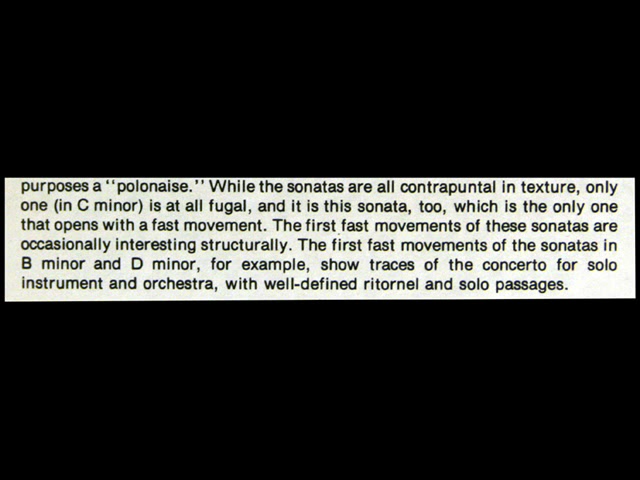 purposes a "polonaise." While the sonatas are all contrapuntal in texture, only
one (in C minor) is at all fugal, and it is this sonata, too, which is the only one
that opens with a fast movement. The first fast movements of these sonatas are
occasionally interesting structurally. The first fast movements of the sonatas in
B minor and D minor, for example, show traces of the concerto for solo
instrument and orchestra, with well-defined ritornel and solo passages.